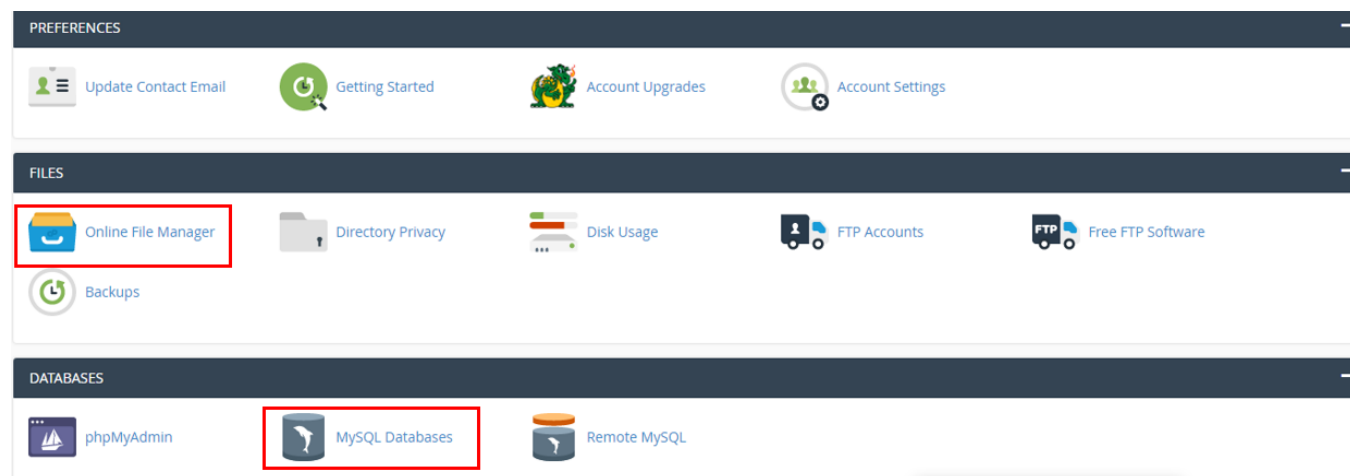 PREFERENCES
Update Contact Email Getting Started Account Upgrades Account Settings
FILES
Online File Manager Directory Privacy Disk Usage FTP Accounts FTP Free FTP Software
Backups
DATABASES
phpMyAdmin MySQL Databases Remote MySQL